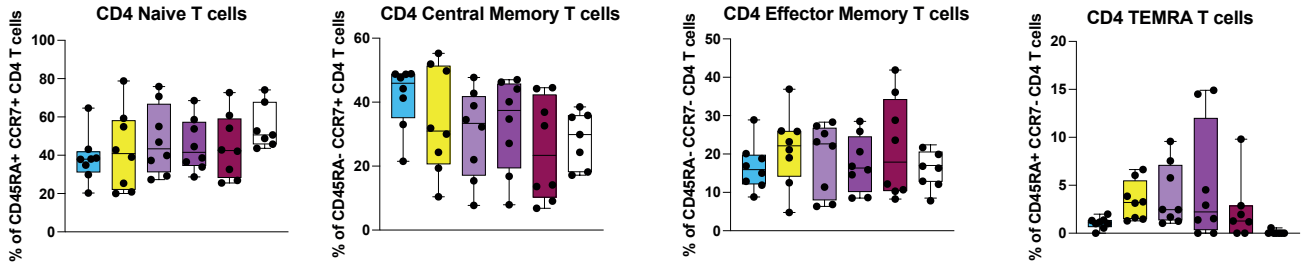 CD4 Naive T cells
% of CD45RA+ CCR7+ CD4 T cells
100
80
60
40
20
0
CD4 Central Memory T cells
% of CD45RA- CCR7+ CD4 T cells
60
40
20
0
CD4 Effector Memory T cells
% of CD45RA- CCR7- CD4 T cells
50
40
30
20
10
0
CD4 TEMRA T cells
% of CD45RA+ CCR7- CD4 T cells
20
15
10
5
0